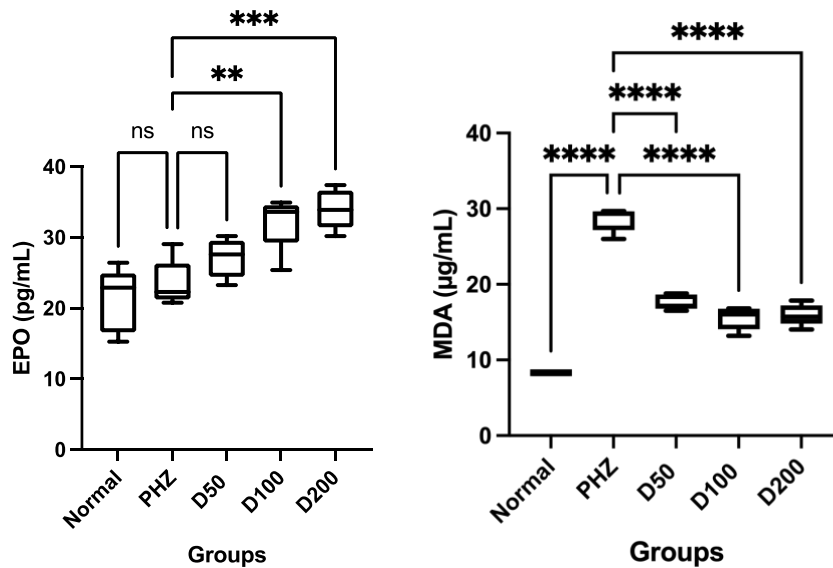 ***
**
ns ns
40
30
20
10
0
EPO (pg/mL)
Normal
PHZ
D50
D100
D200
Groups
****
****
**** ****
40
30
20
10
0
MDA (µg/mL)
Normal
PHZ
D50
D100
D200
Groups